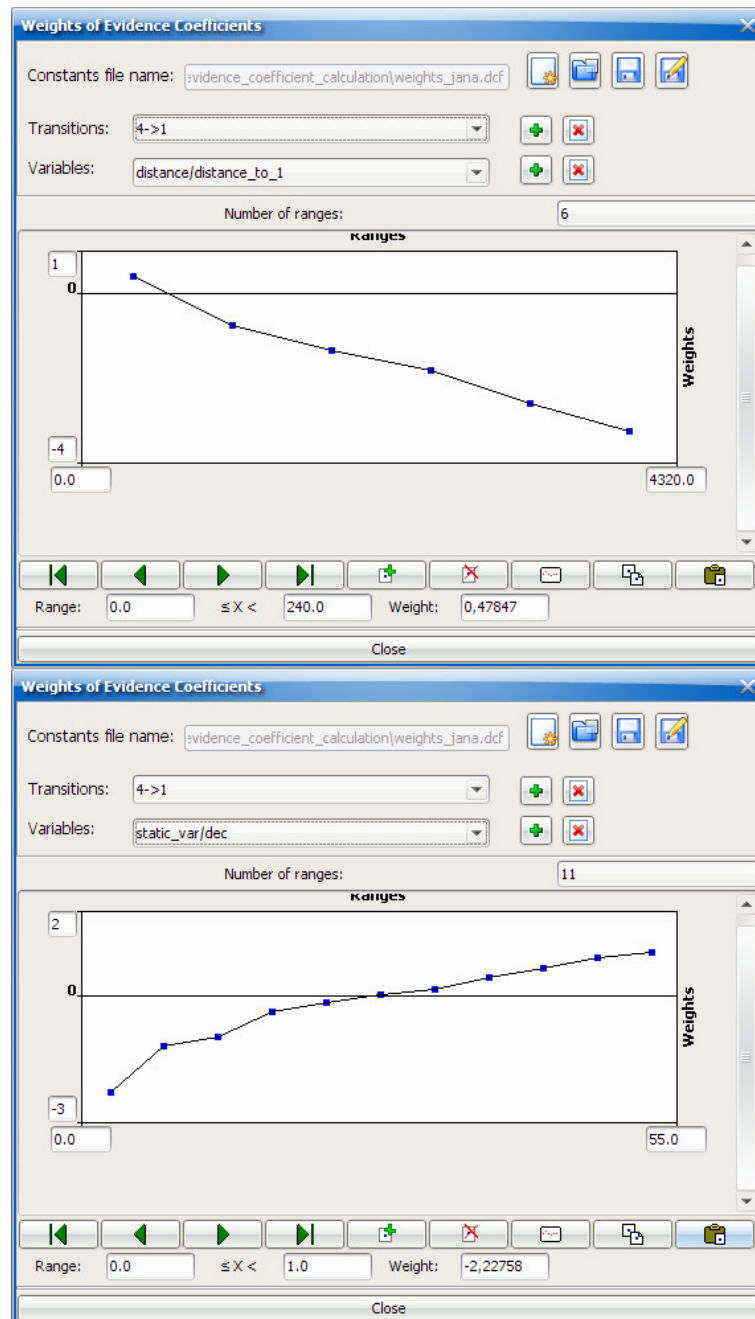 Weights of Evidence Coefficients
Constants file name: evidence_coefficient_calculation\weights_jana.dcf
Transitions: 4->1
Variables: distance/distance_to_1
Number of ranges: 6
Ranges
1
0
Weights
-4
0.0 4320.0
Range: 0.0 ≤ X < 240.0 Weight: 0,47847
Close
Weights of Evidence Coefficients
Constants file name: evidence_coefficient_calculation\weights_jana.dcf
Transitions: 4->1
Variables: static_var/dec
Number of ranges: 11
Ranges
2
0
Weights
-3
0.0 55.0
Range: 0.0 ≤ X < 1.0 Weight: -2,22758
Close